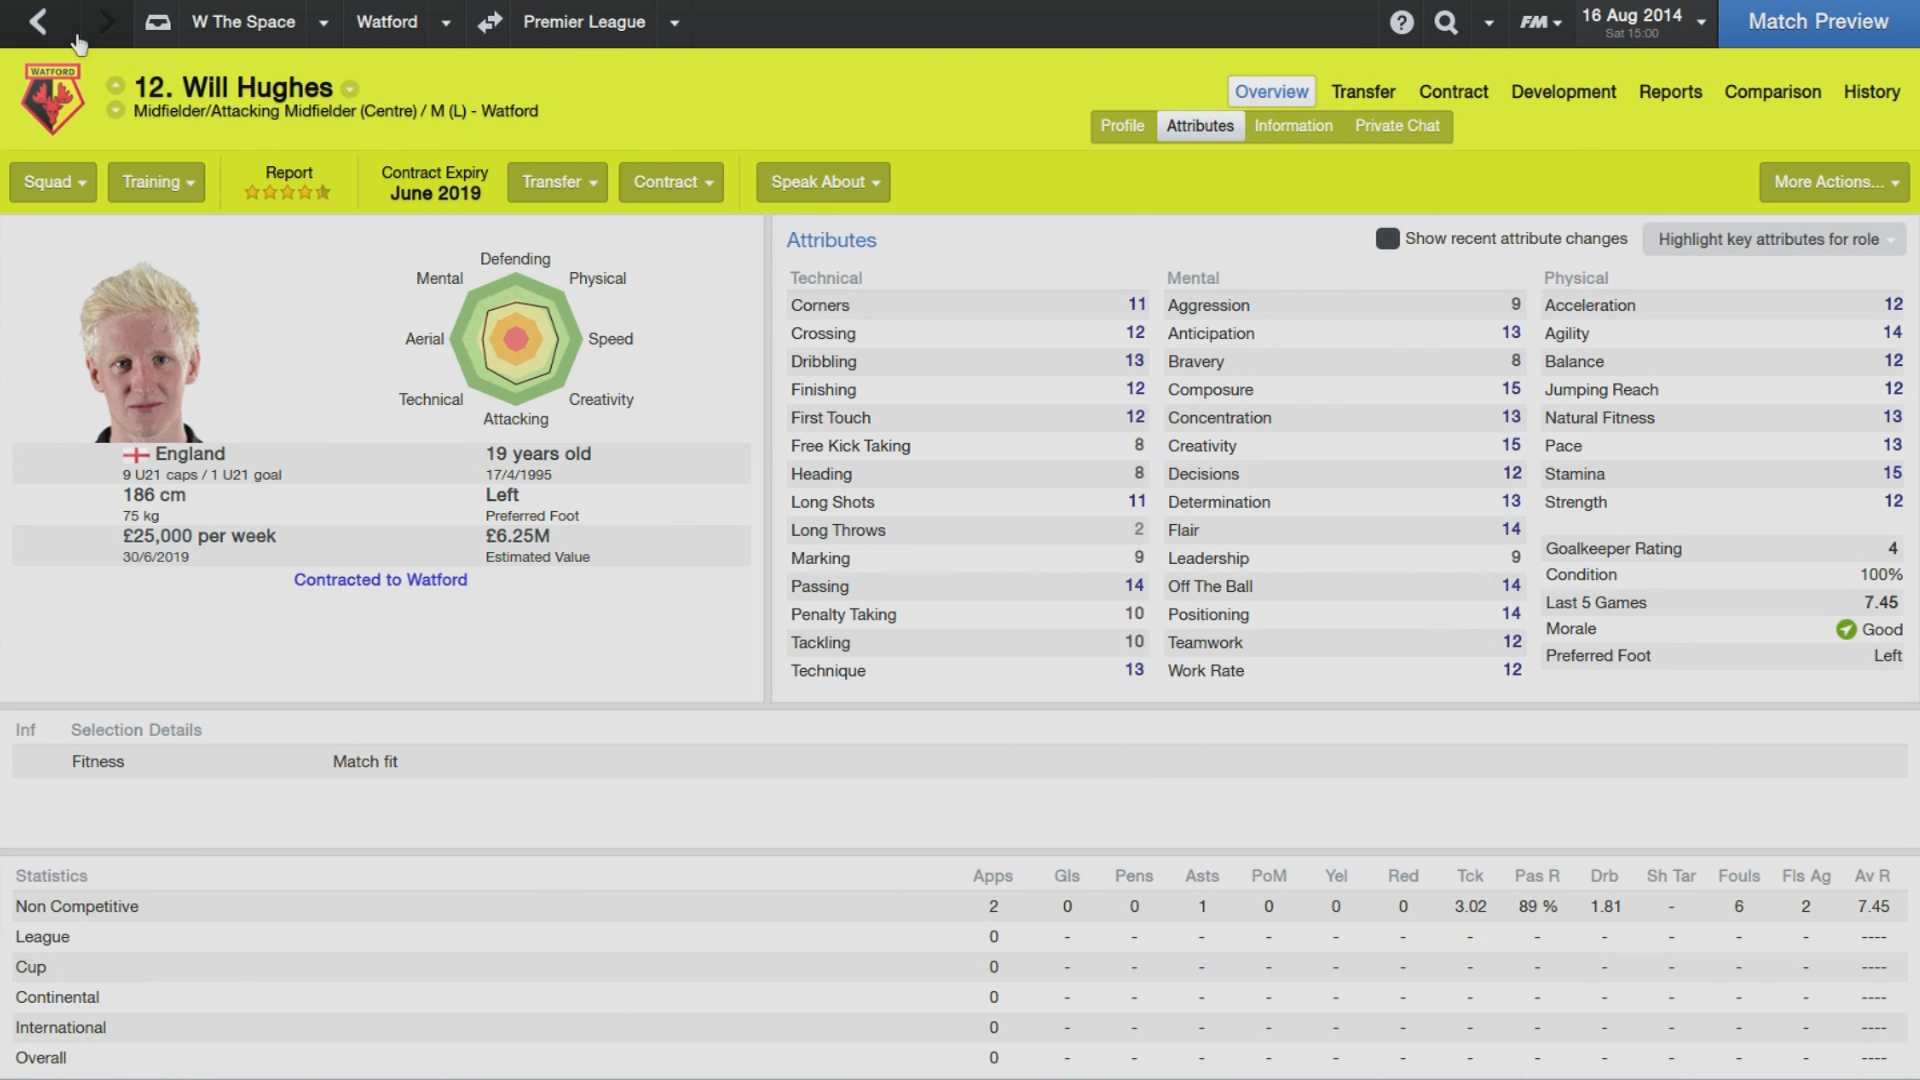 W The Space
Watford
Premier League
FM
16 Aug 2014
Sat 15:00
Match Preview
WATFORD
12. Will Hughes
Midfielder/Attacking Midfielder (Centre) / M (L) - Watford
Overview Transfer Contract Development Reports Comparison History
Profile Attributes Information Private Chat
Squad
Training
Report
Contract Expiry
June 2019
Transfer
Contract
Speak About
More Actions...
Defending
Mental
Physical
Aerial
Speed
Technical
Creativity
Attacking
England
9 U21 caps / 1 U21 goal
19 years old
17/4/1995
186 cm
75 kg
Left
Preferred Foot
£25,000 per week
30/6/2019
£6.25M
Estimated Value
Contracted to Watford
Attributes
Show recent attribute changes
Highlight key attributes for role
Technical Mental Physical
Corners 11 Aggression 9 Acceleration 12
Crossing 12 Anticipation 13 Agility 14
Dribbling 13 Bravery 8 Balance 12
Finishing 12 Composure 15 Jumping Reach 12
First Touch 12 Concentration 13 Natural Fitness 13
Free Kick Taking 8 Creativity 15 Pace 13
Heading 8 Decisions 12 Stamina 15
Long Shots 11 Determination 13 Strength 12
Long Throws 2 Flair 14
Marking 9 Leadership 9 Goalkeeper Rating 4
Passing 14 Off The Ball 14 Condition 100%
Penalty Taking 10 Positioning 14 Last 5 Games 7.45
Tackling 10 Teamwork 12 Morale Good
Technique 13 Work Rate 12 Preferred Foot Left
Inf Selection Details
Fitness Match fit
Statistics Apps Gls Pens Asts PoM Yel Red Tck Pas R Drb Sh Tar Fouls Fls Ag Av R
Non Competitive 2 0 0 1 0 0 0 3.02 89 % 1.81 - 6 2 7.45
League 0 - - - - - - - - - - - - ----
Cup 0 - - - - - - - - - - - - ----
Continental 0 - - - - - - - - - - - - ----
International 0 - - - - - - - - - - - - ----
Overall 0 - - - - - - - - - - - - ----